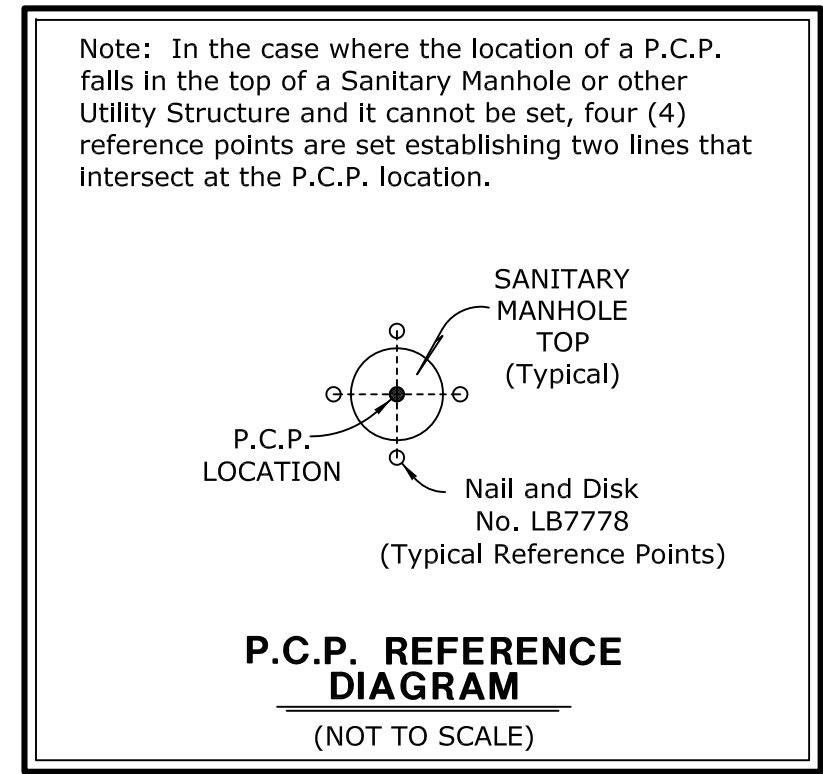 Note: In the case where the location of a P.C.P.
falls in the top of a Sanitary Manhole or other
Utility Structure and it cannot be set, four (4)
reference points are set establishing two lines that
intersect at the P.C.P. location.
SANITARY
MANHOLE
TOP
(Typical)
P.C.P.
LOCATION
Nail and Disk
No. LB7778
(Typical Reference Points)
P.C.P. REFERENCE
DIAGRAM
(NOT TO SCALE)